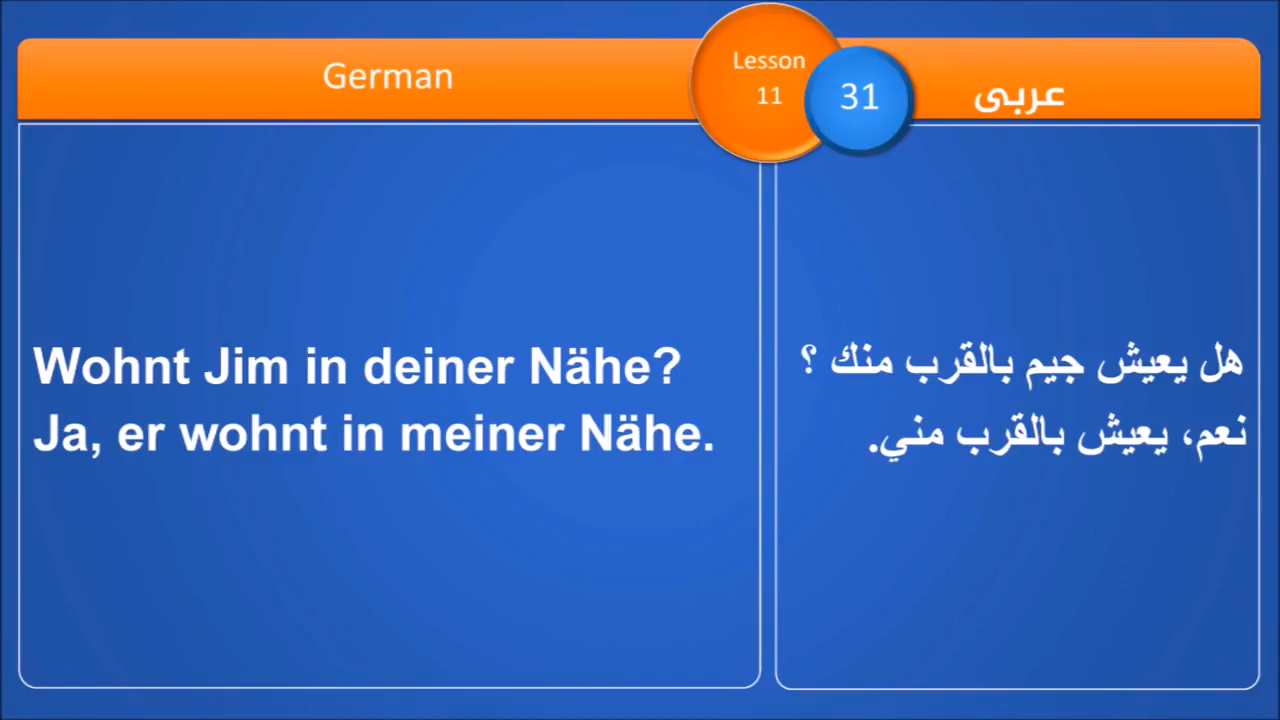 German
Lesson
11
31
عربى
Wohnt Jim in deiner Nähe?
Ja, er wohnt in meiner Nähe.
هل يعيش جيم بالقرب منك ؟
نعم، يعيش بالقرب مني.